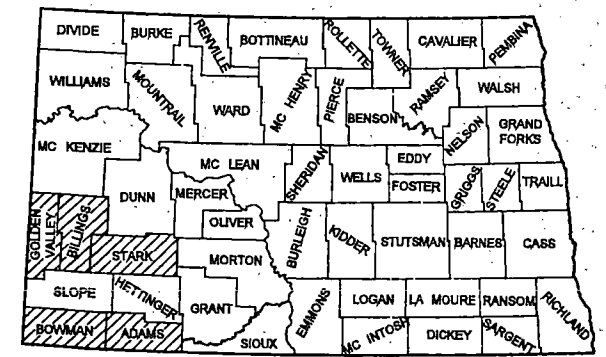 DIVIDE
BURKE
RENVILLE
BOTTINEAU
ROLLETTE
TOWNER
CAVALIER
PEMBINA
WILLIAMS
MOUNTRAIL
WARD
MC HENRY
PIERCE
BENSON
RAMSEY
WALSH
MC KENZIE
MC LEAN
SHERIDAN
WELLS
EDDY
FOSTER
NELSON
GRAND
FORKS
DUNN
MERCER
OLIVER
GRIGGS
STEELE
TRAILL
GOLDEN
VALLEY
BILLINGS
STARK
MORTON
BURLEIGH
KIDDER
STUTSMAN
BARNES
CASS
SLOPE
HETTINGER
GRANT
EMMONS
LOGAN
LA MOURE
RANSOM
RICHLAND
BOWMAN
ADAMS
SIOUX
MC INTOSH
DICKEY
SARGENT